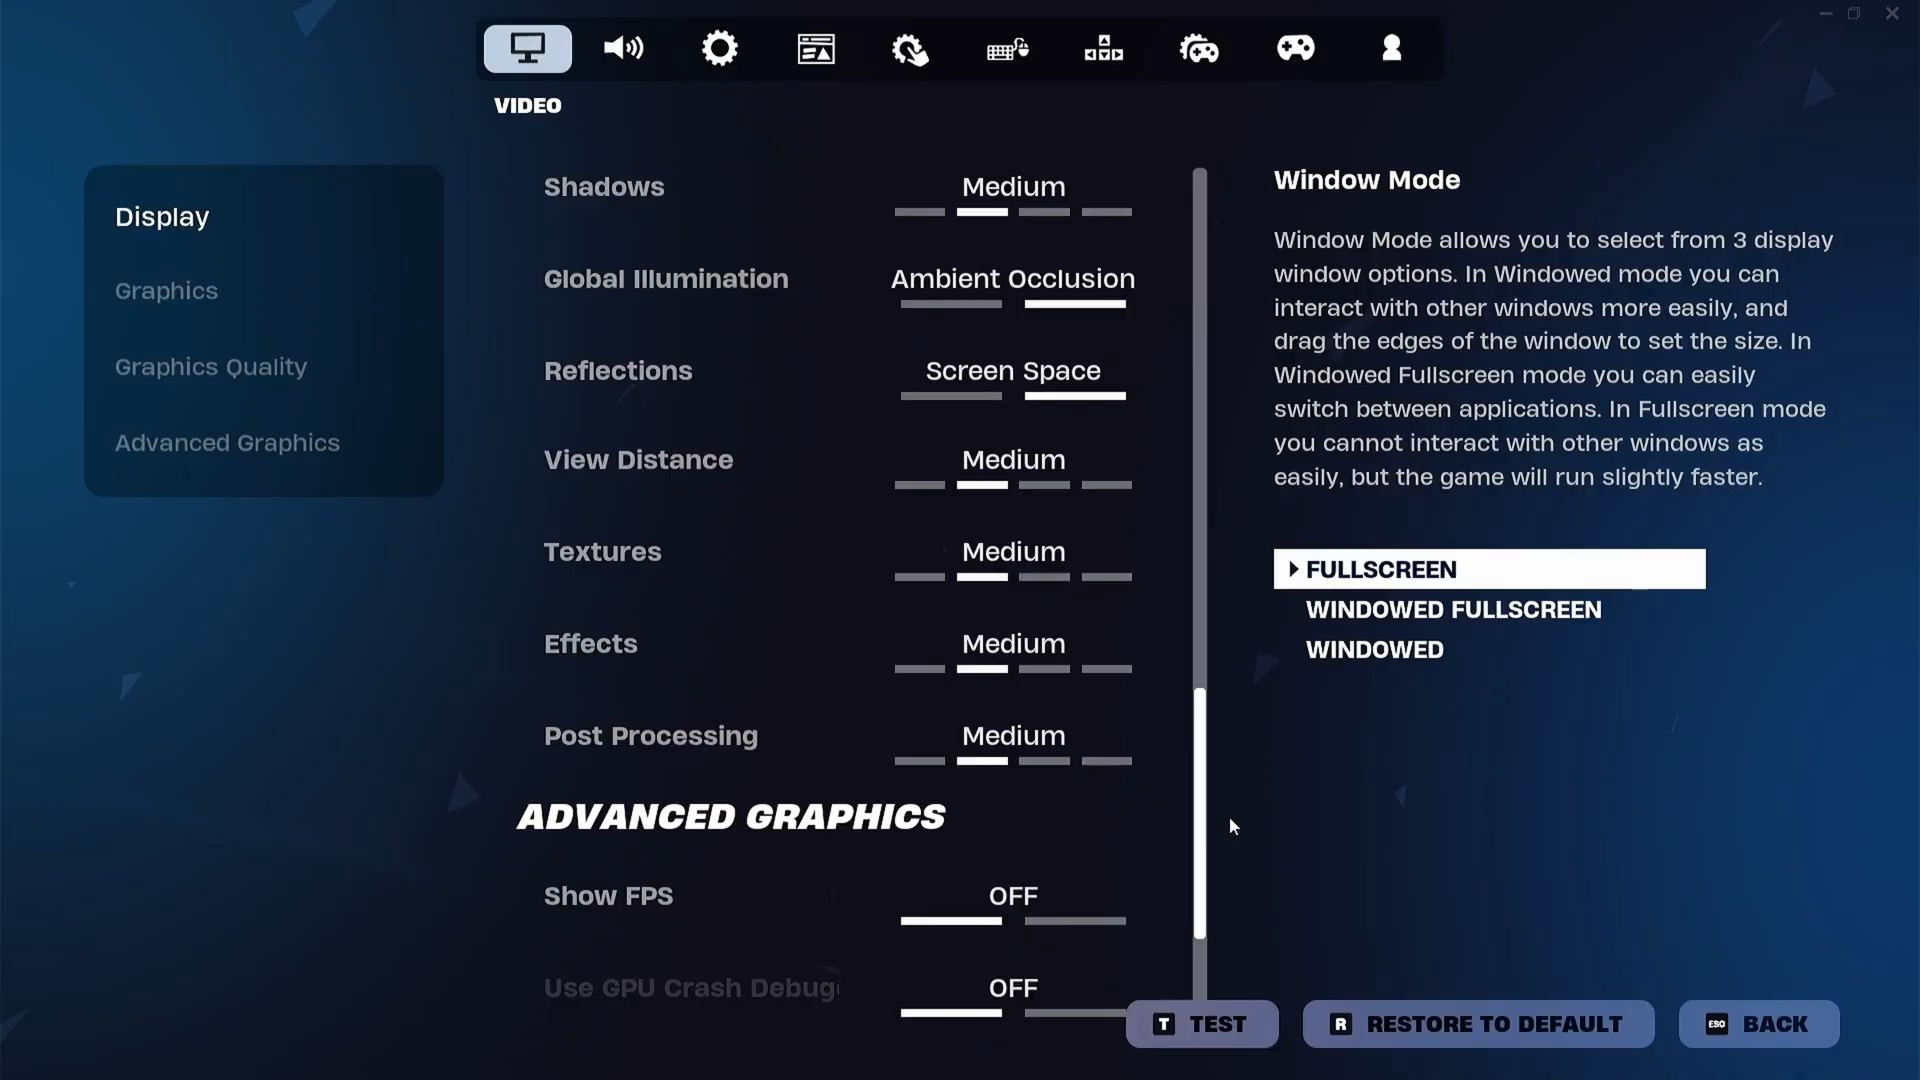 VIDEO
Display
Graphics
Graphics Quality
Advanced Graphics
Shadows
Medium
Global Illumination
Ambient Occlusion
Reflections
Screen Space
View Distance
Medium
Textures
Medium
Effects
Medium
Post Processing
Medium
ADVANCED GRAPHICS
Show FPS
OFF
Use GPU Crash Debug
OFF
Window Mode
Window Mode allows you to select from 3 display
window options. In Windowed mode you can
interact with other windows more easily, and
drag the edges of the window to set the size. In
Windowed Fullscreen mode you can easily
switch between applications. In Fullscreen mode
you cannot interact with other windows as
easily, but the game will run slightly faster.
FULLSCREEN
WINDOWED FULLSCREEN
WINDOWED
T TEST
R RESTORE TO DEFAULT
ESC BACK